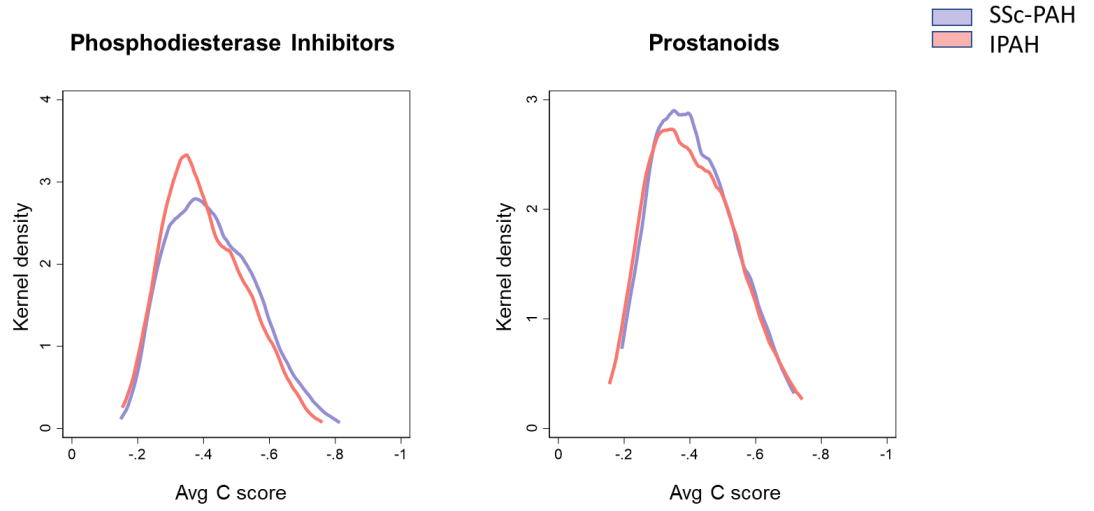 SSc-PAH
IPAH
Phosphodiesterase Inhibitors
Prostanoids
4
3
2
1
0
Kernel density
0 -.2 -.4 -.6 -.8 -1
Avg C score
3
2
1
0
Kernel density
0 -.2 -.4 -.6 -.8 -1
Avg C score